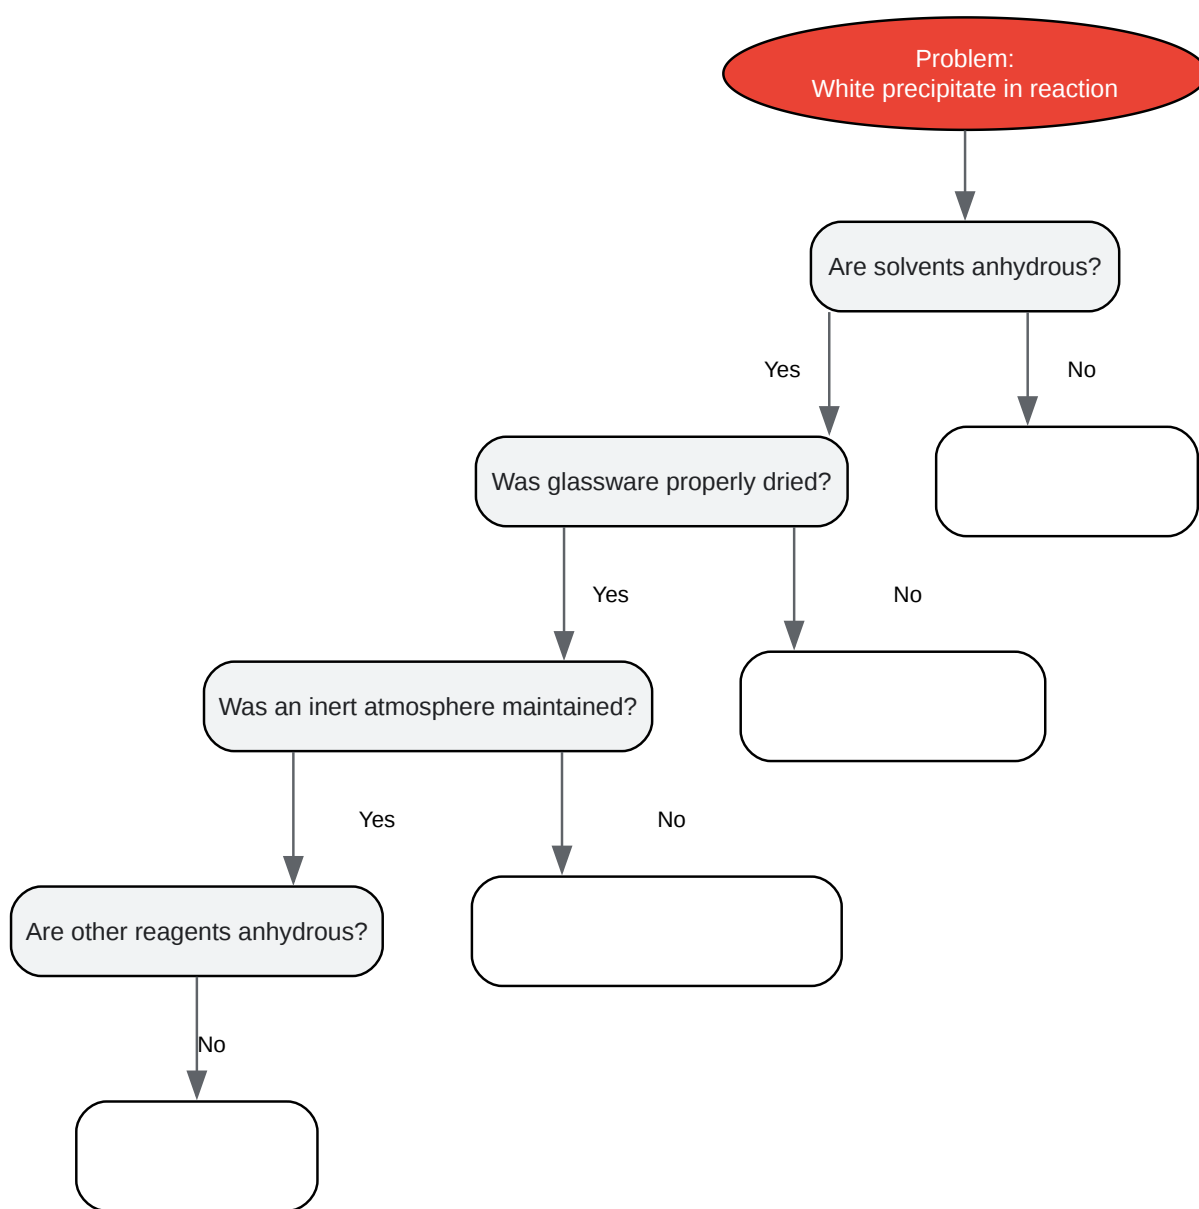 Problem:
White precipitate in reaction
Are solvents anhydrous?
Yes
No
Was glassware properly dried?
Yes
No
Was an inert atmosphere maintained?
Yes
No
Are other reagents anhydrous?
No